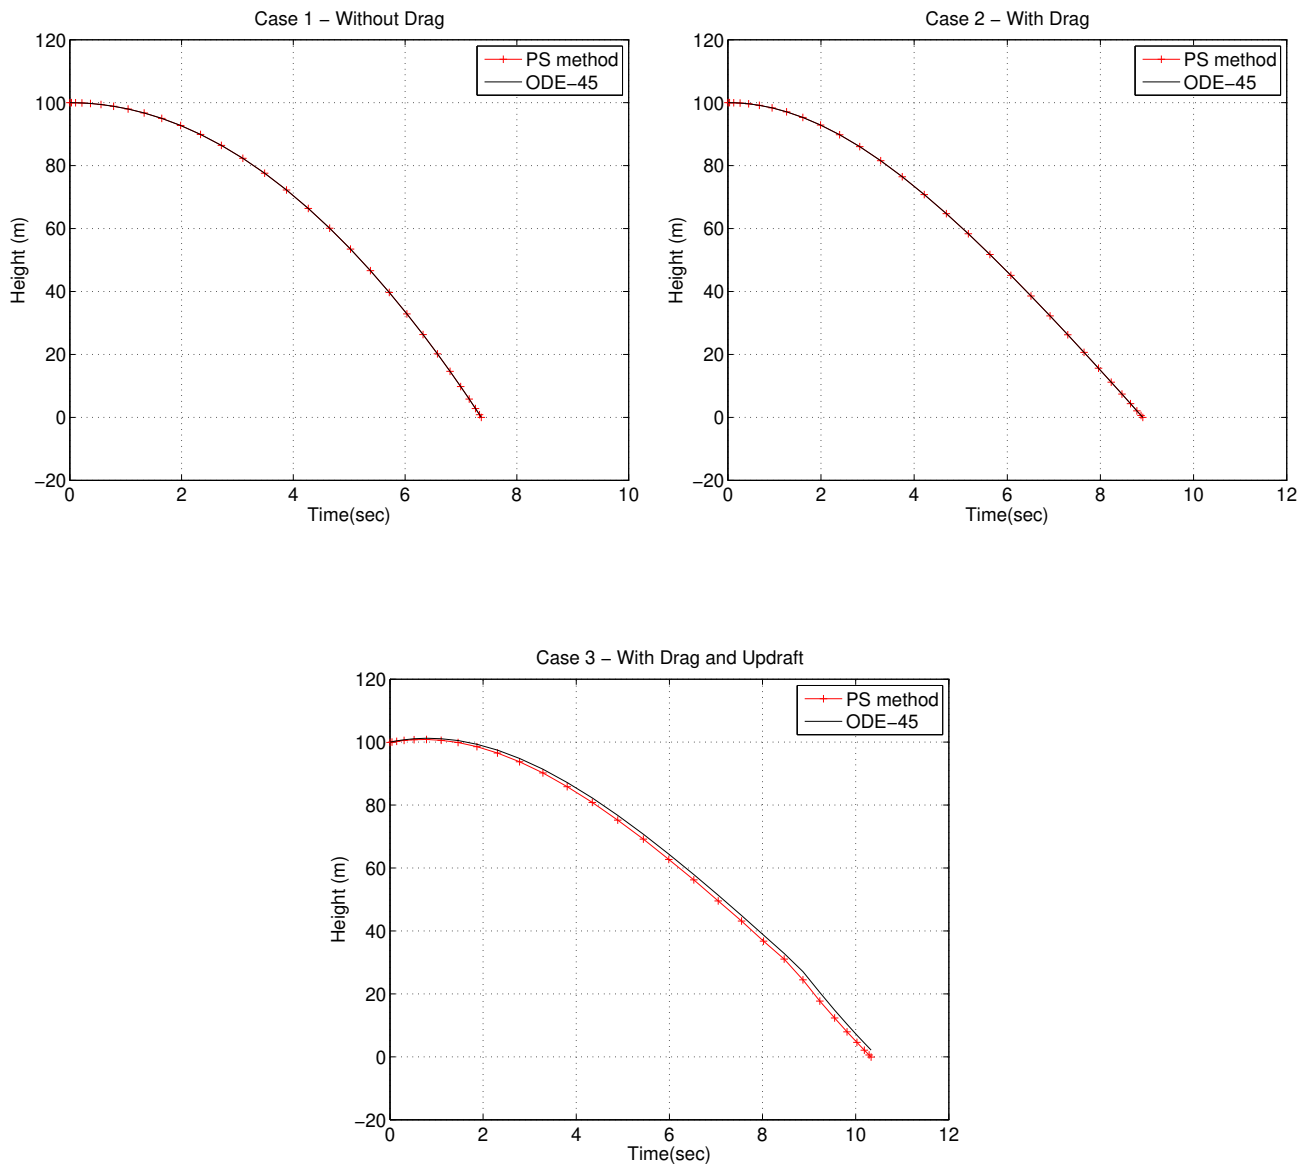 Case 1 − Without Drag
120
100
80
60
40
20
0
−20
Height (m)
PS method
ODE−45
0 2 4 6 8 10
Time(sec)
Case 2 − With Drag
120
100
80
60
40
20
0
−20
Height (m)
PS method
ODE−45
0 2 4 6 8 10 12
Time(sec)
Case 3 − With Drag and Updraft
120
100
80
60
40
20
0
−20
Height (m)
PS method
ODE−45
0 2 4 6 8 10 12
Time(sec)